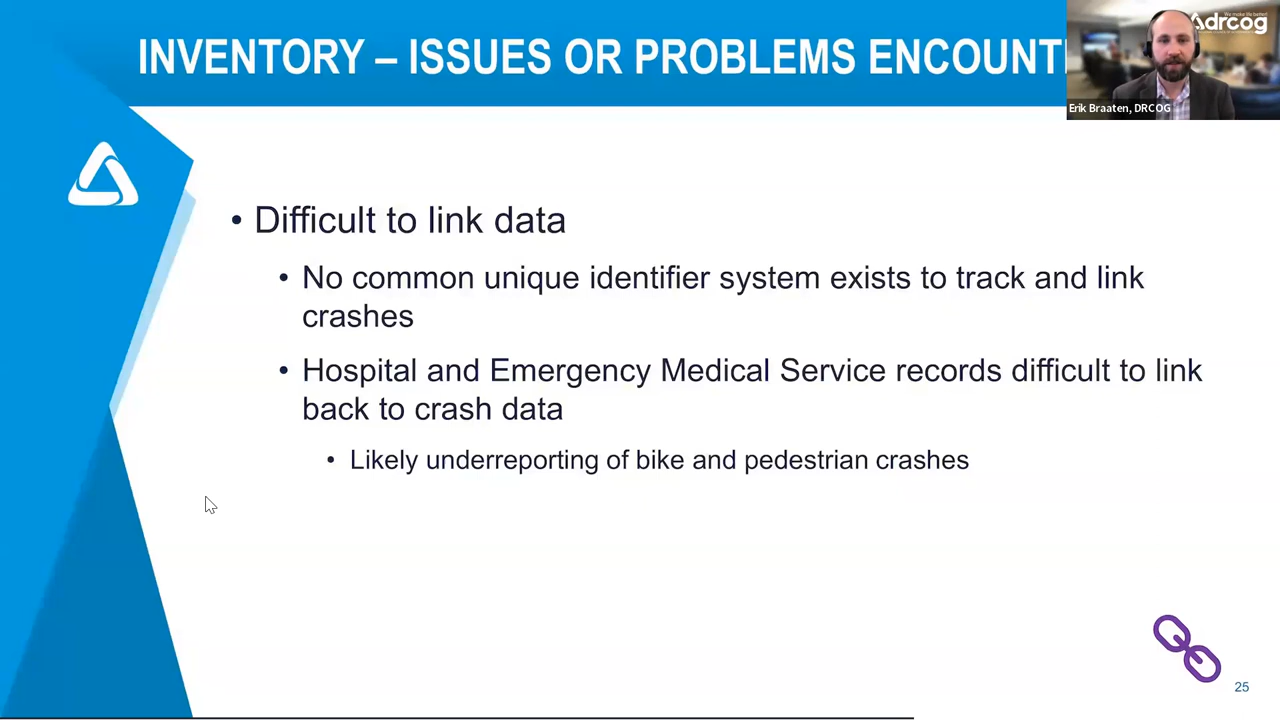 INVENTORY – ISSUES OR PROBLEMS ENCOUNT
drcog
Erik Braaten, DRCOG
• Difficult to link data
• No common unique identifier system exists to track and link
crashes
• Hospital and Emergency Medical Service records difficult to link
back to crash data
• Likely underreporting of bike and pedestrian crashes
25